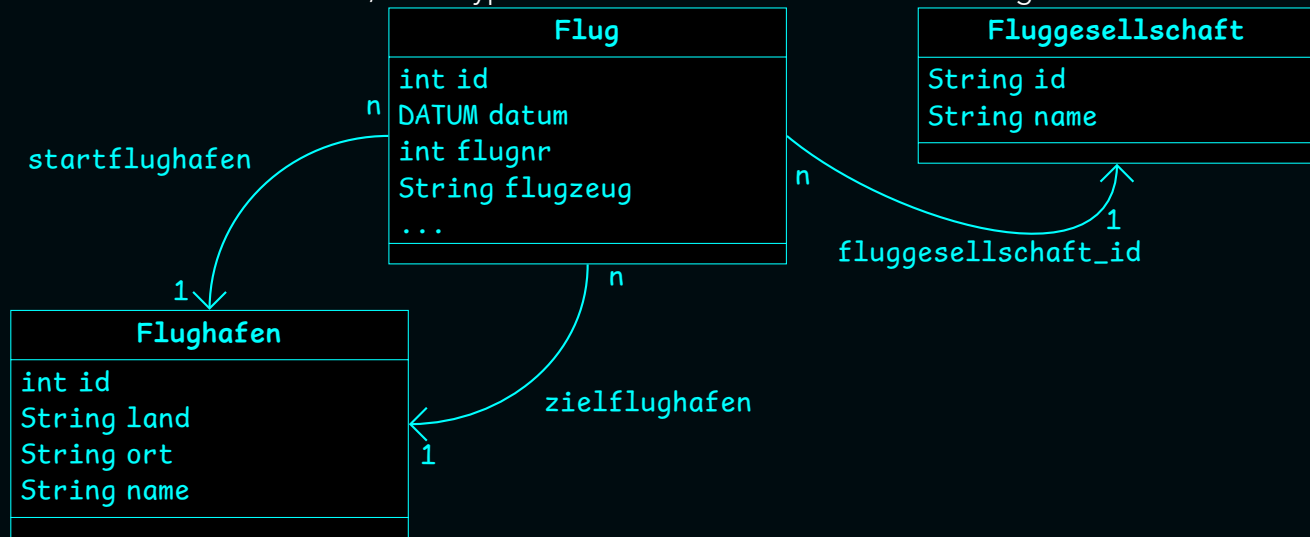 Flug
int id
DATUM datum
int flugnr
String flugzeug
...
Fluggesellschaft
String id
String name
n
startflughafen
1
n
1
fluggesellschaft_id
n
zielflughafen
1
Flughafen
int id
String land
String ort
String name